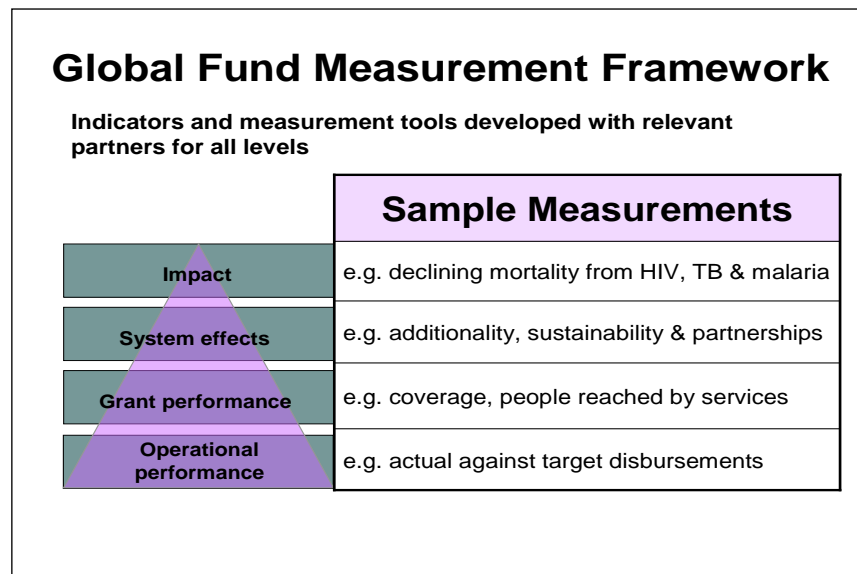 Global Fund Measurement Framework
Indicators and measurement tools developed with relevant
partners for all levels
Sample Measurements
Impact
e.g. declining mortality from HIV, TB & malaria
System effects
e.g. additionality, sustainability & partnerships
Grant performance
e.g. coverage, people reached by services
Operational
performance
e.g. actual against target disbursements